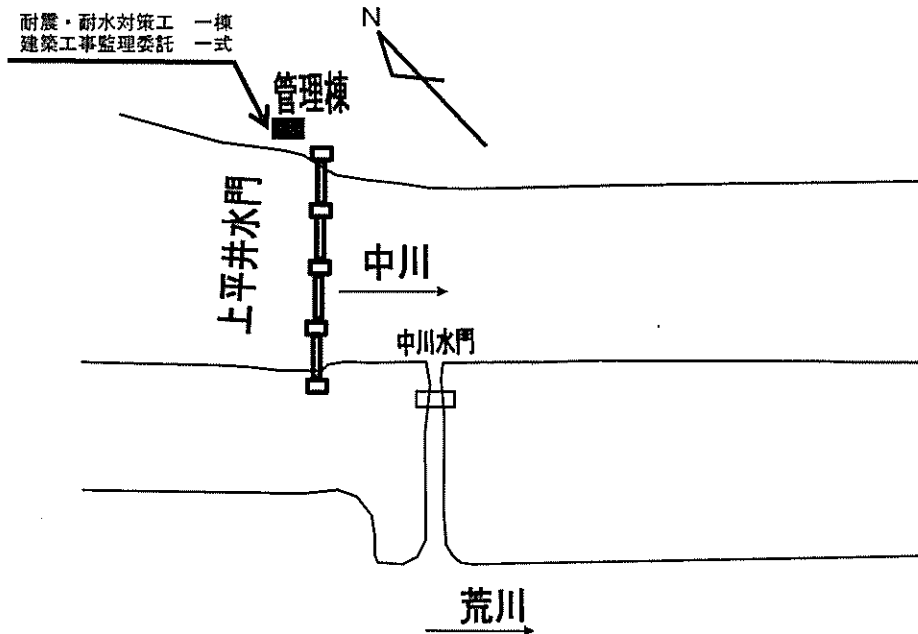 耐震・耐水対策工 一棟
建築工事監理委託 一式
N
管理棟
上平井水門
中川
中川水門
荒川